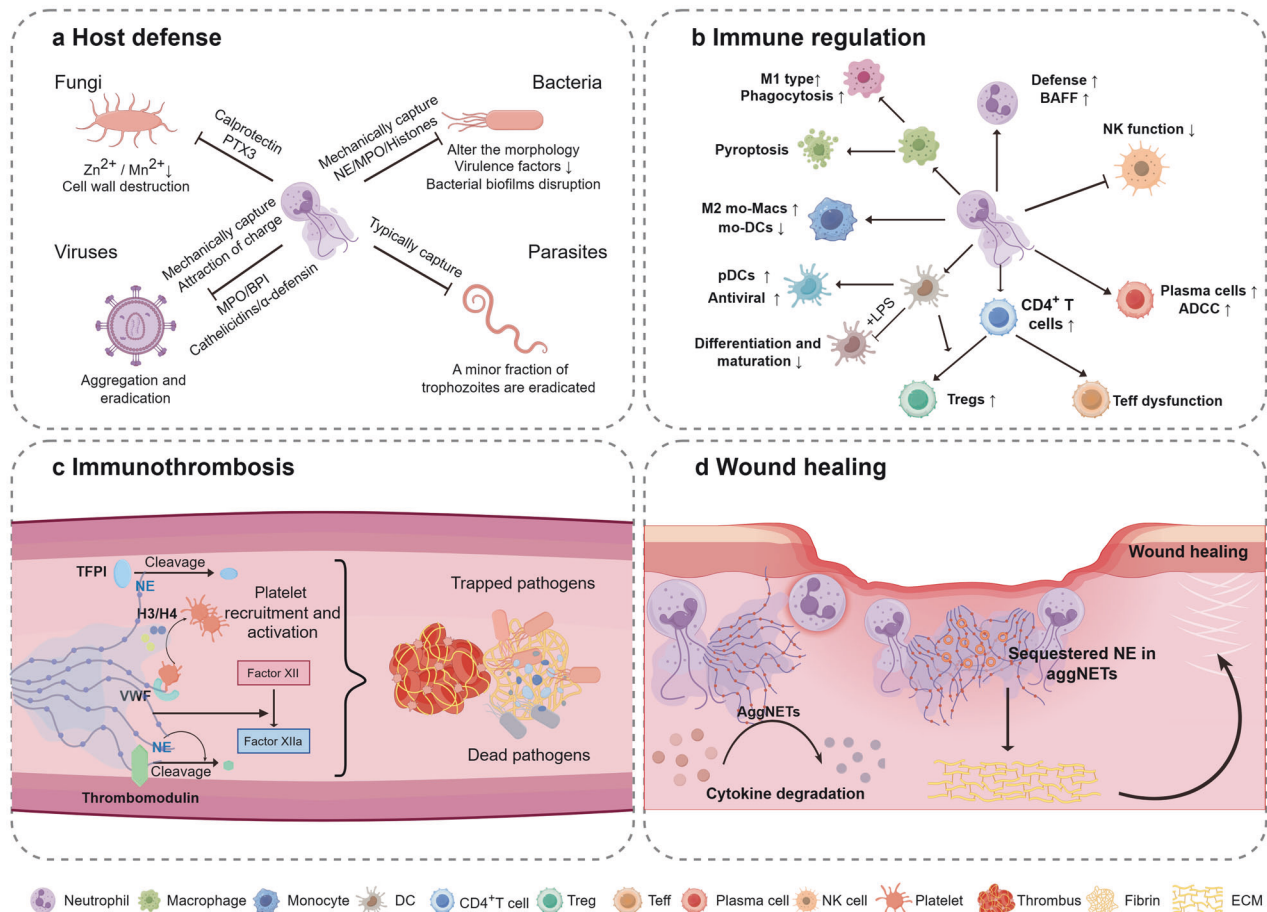 a Host defense
Fungi
Bacteria
Calprotectin
PTX3
Mechanically capture
NE/MPO/Histones
Zn2+ / Mn2+↓
Cell wall destruction
Alter the morphology
Virulence factors ↓
Bacterial biofilms disruption
Viruses
Parasites
Mechanically capture
Attraction of charge
MPO/BPI
Cathelicidins/α-defensin
Typically capture
Aggregation and
eradication
A minor fraction of
trophozoites are eradicated
b Immune regulation
M1 type↑
Phagocytosis ↑
Defense ↑
BAFF ↑
Pyroptosis
NK function ↓
M2 mo-Macs ↑
mo-DCs ↓
pDCs ↑
Antiviral ↑
+LPS
Differentiation and
maturation ↓
CD4+ T
cells ↑
Plasma cells ↑
ADCC ↑
Tregs ↑
Teff dysfunction
c Immunothrombosis
TFPI
Cleavage
NE
H3/H4
Platelet
recruitment and
activation
VWF
Factor XII
Factor XIIa
NE
Cleavage
Thrombomodulin
Trapped pathogens
Dead pathogens
d Wound healing
Wound healing
Sequestered NE in
aggNETs
AggNETs
Cytokine degradation
Neutrophil
Macrophage
Monocyte
DC
CD4+T cell
Treg
Teff
Plasma cell
NK cell
Platelet
Thrombus
Fibrin
ECM